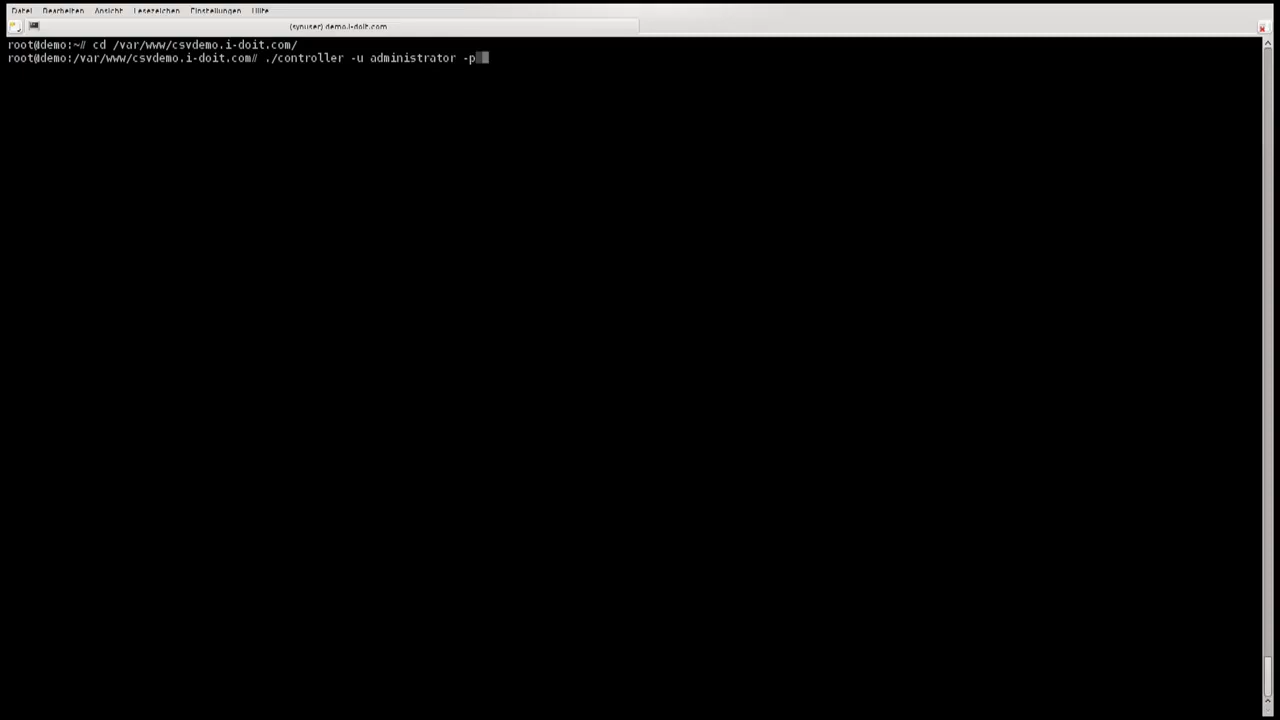 Datei Bearbeiten Ansicht Lesezeichen Einstellungen Hilfe
(synuser) demo.i-doit.com
root@demo:~# cd /var/www/csvdemo.i-doit.com/
root@demo:/var/www/csvdemo.i-doit.com# ./controller -u administrator -p